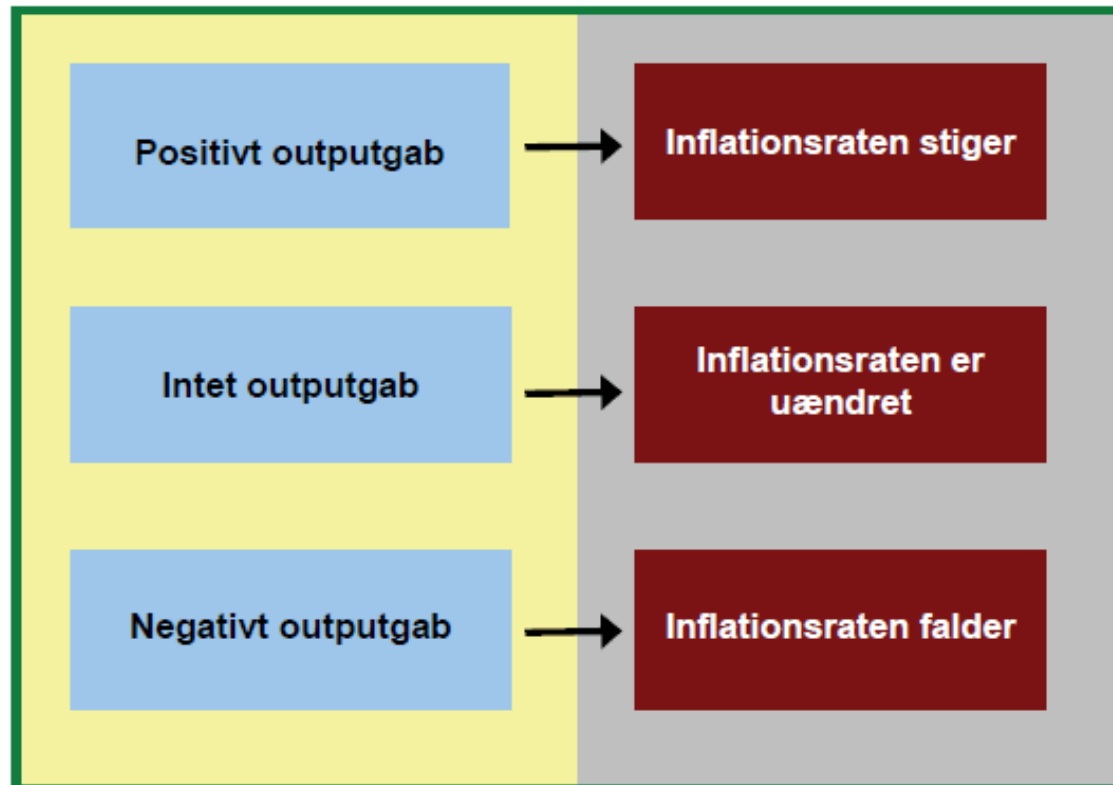 Positivt outputgab
Inflationsraten stiger
Intet outputgab
Inflationsraten er
uændret
Negativt outputgab
Inflationsraten falder